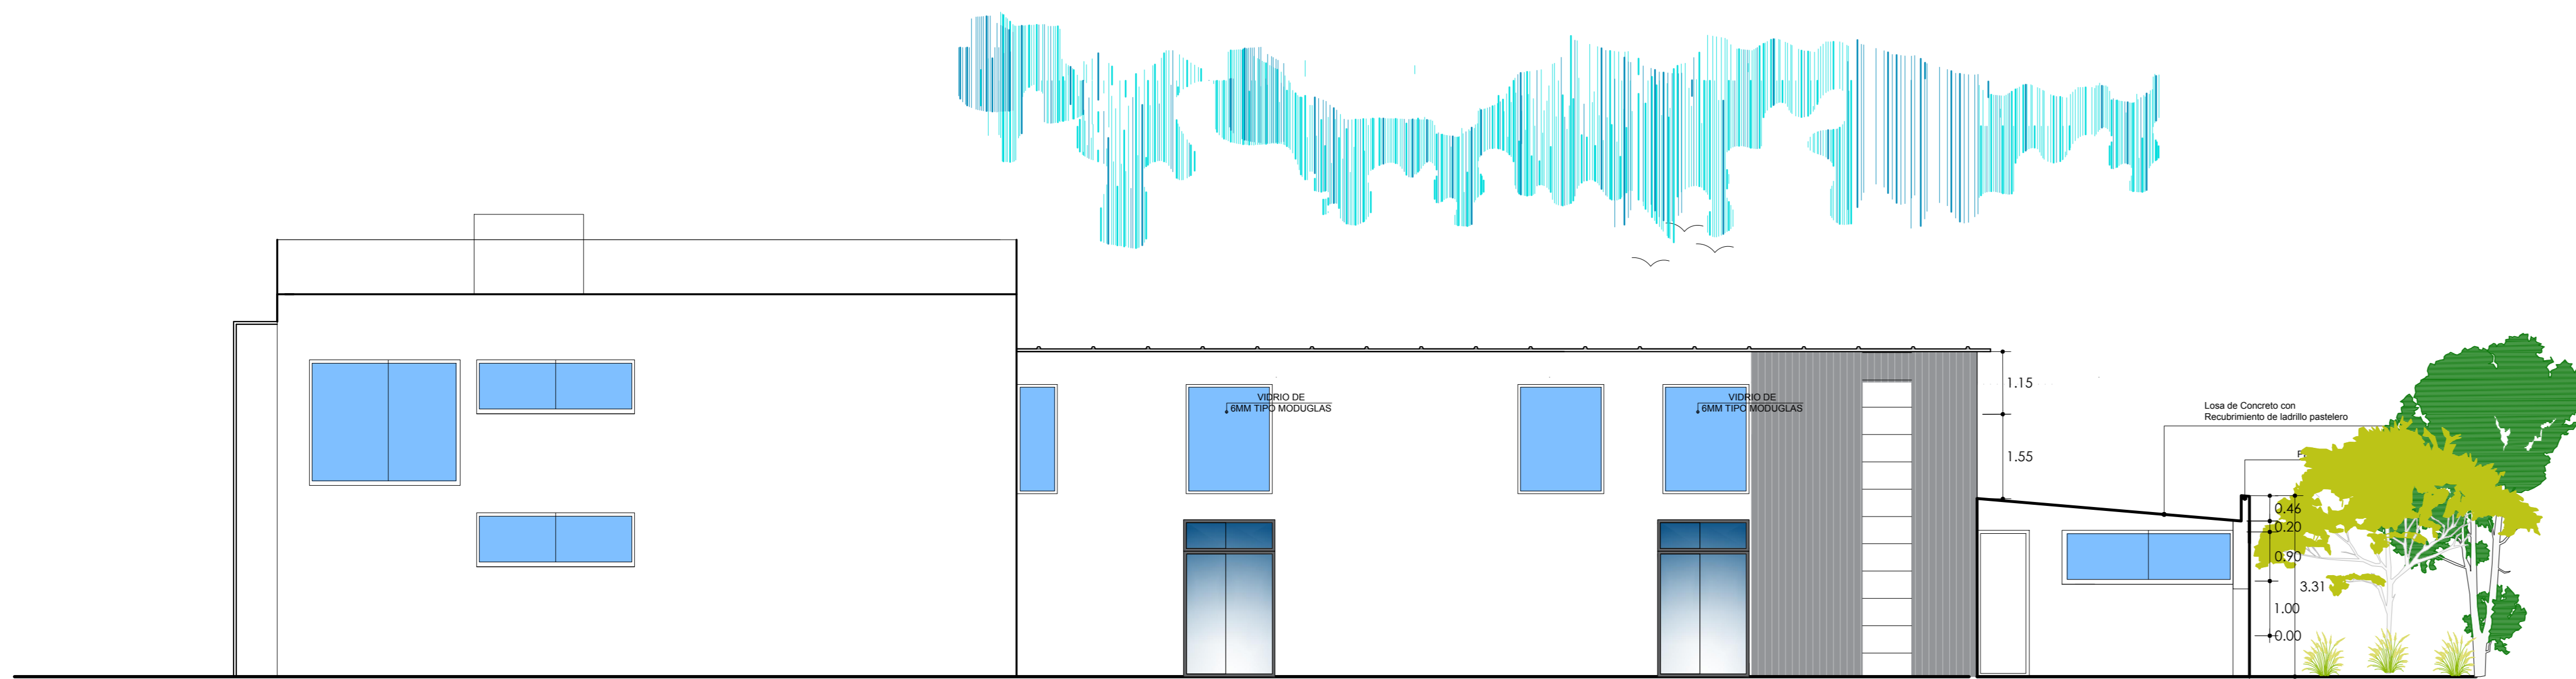 VIDRIO DE
6MM TIPO MODUGLAS
VIDRIO DE
6MM TIPO MODUGLAS
1.15
1.55
Losa de Concreto con
Recubrimiento de ladrillo pastelero
0.46
0.20
0.90
3.31
1.00
0.00